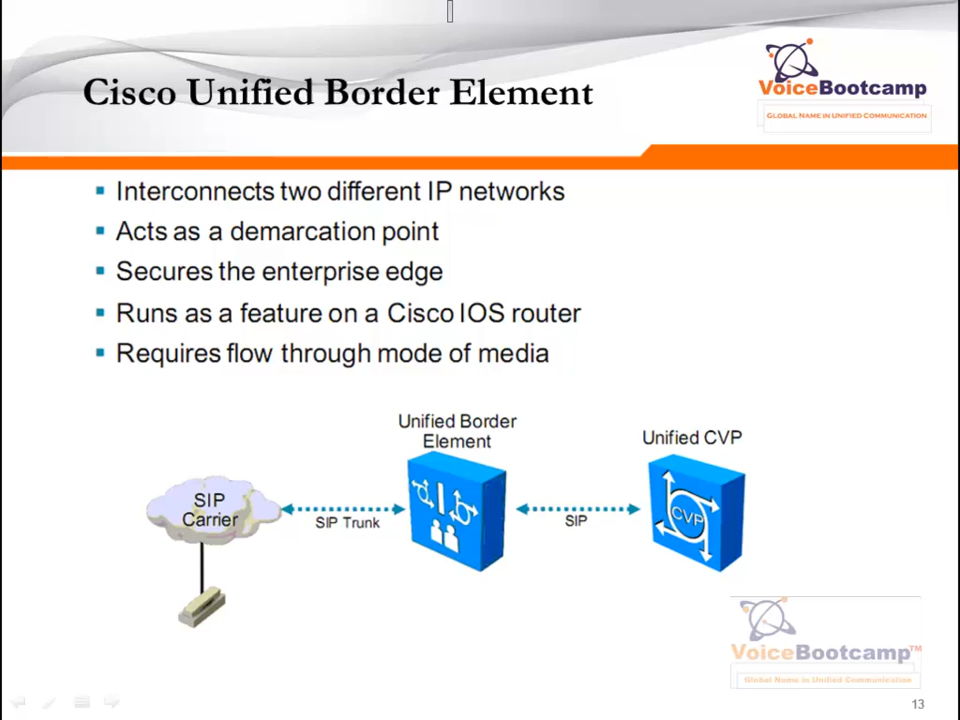 Cisco Unified Border Element
VoiceBootcamp
GLOBAL NAME IN UNIFIED COMMUNICATION
Interconnects two different IP networks
Acts as a demarcation point
Secures the enterprise edge
Runs as a feature on a Cisco IOS router
Requires flow through mode of media
Unified Border
Element
Unified CVP
SIP
Carrier
SIP Trunk
SIP
CVP
VoiceBootcamp™
Global Name in Unified Communication
13